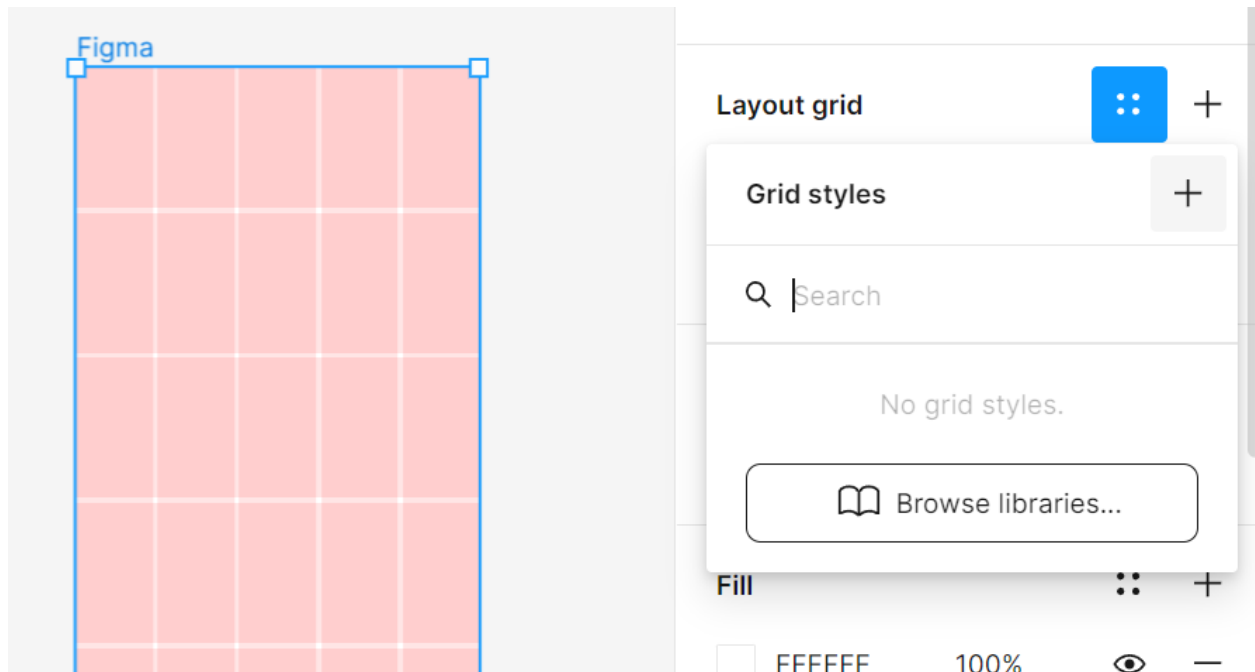 Figma
Layout grid
Grid styles
Search
No grid styles.
Browse libraries...
Fill
FFFFFF 100%